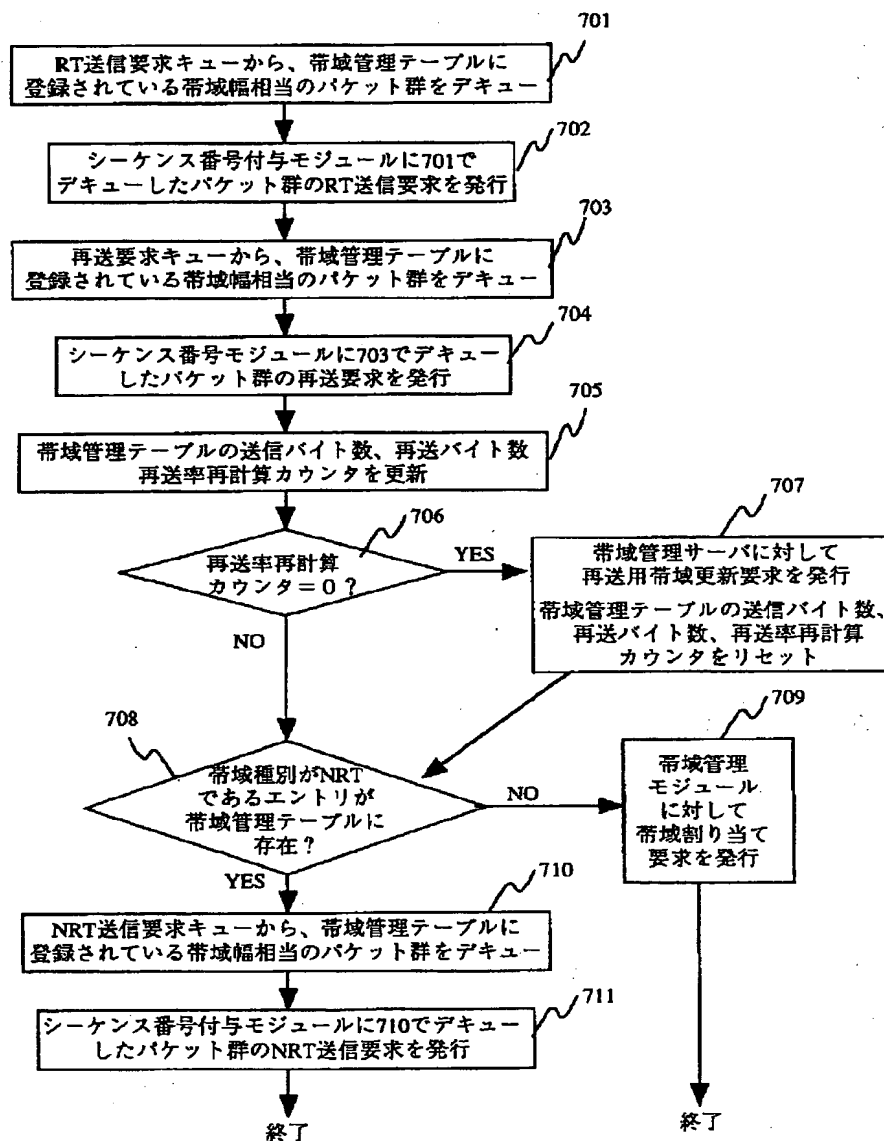 701
RT送信要求キューから、帯域管理テーブルに
登録されている帯域幅相当のパケット群をデキュー
702
シーケンス番号付与モジュールに701で
デキューしたパケット群のRT送信要求を発行
703
再送要求キューから、帯域管理テーブルに
登録されている帯域幅相当のパケット群をデキュー
704
シーケンス番号モジュールに703でデキュー
したパケット群の再送要求を発行
705
帯域管理テーブルの送信バイト数、再送バイト数
再送率再計算カウンタを更新
706
再送率再計算
カウンタ＝0？
YES
NO
707
帯域管理サーバに対して
再送用帯域更新要求を発行
帯域管理テーブルの送信バイト数、
再送バイト数、再送率再計算
カウンタをリセット
708
帯域種別がNRT
であるエントリが
帯域管理テーブルに
存在？
NO
YES
709
帯域管理
モジュール
に対して
帯域割り当て
要求を発行
710
NRT送信要求キューから、帯域管理テーブルに
登録されている帯域幅相当のパケット群をデキュー
711
シーケンス番号付与モジュールに710でデキュー
したパケット群のNRT送信要求を発行
終了
終了